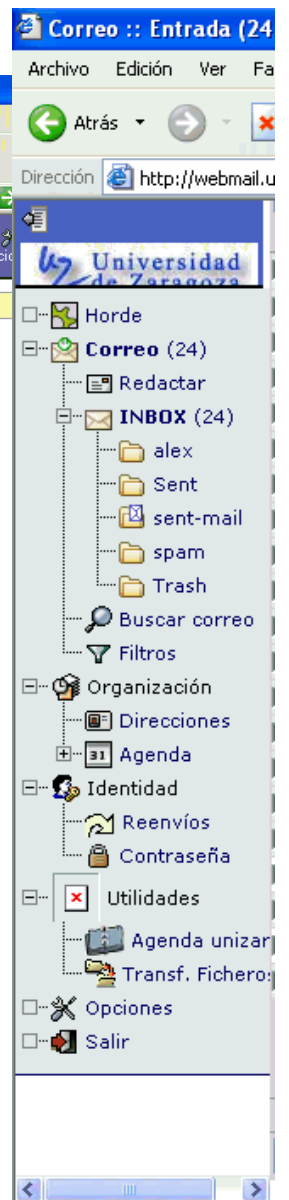 Correo :: Entrada (24
Archivo Edición Ver Fa
Atrás
Dirección http://webmail.u
Universidad
de Zaragoza
Horde
Correo (24)
Redactar
INBOX (24)
alex
Sent
sent-mail
spam
Trash
Buscar correo
Filtros
Organización
Direcciones
31 Agenda
Identidad
Reenvíos
Contraseña
Utilidades
Agenda unizar
Transf. Ficheros
Opciones
Salir